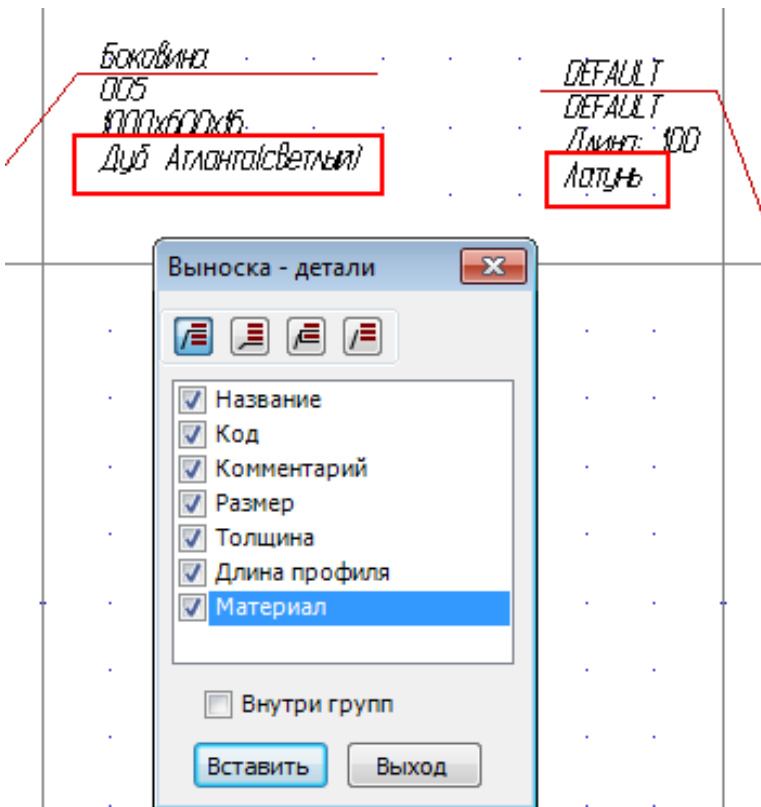 Боковина
005
1000x600x16
Дуб Атланта(светлый)
DEFAULT
DEFAULT
Длина: 100
Латунь
Выноска - детали
Название
Код
Комментарий
Размер
Толщина
Длина профиля
Материал
Внутри групп
Вставить
Выход